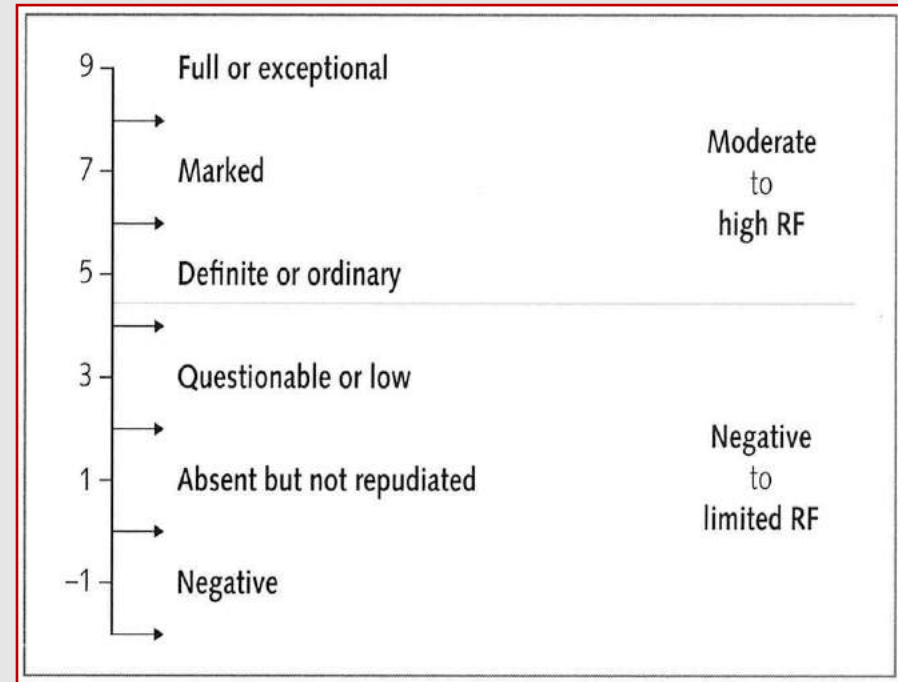 9 Full or exceptional
Moderate
7 Marked
to
high RF
5 Definite or ordinary
3 Questionable or low
Negative
1 Absent but not repudiated
to
limited RF
–1 Negative